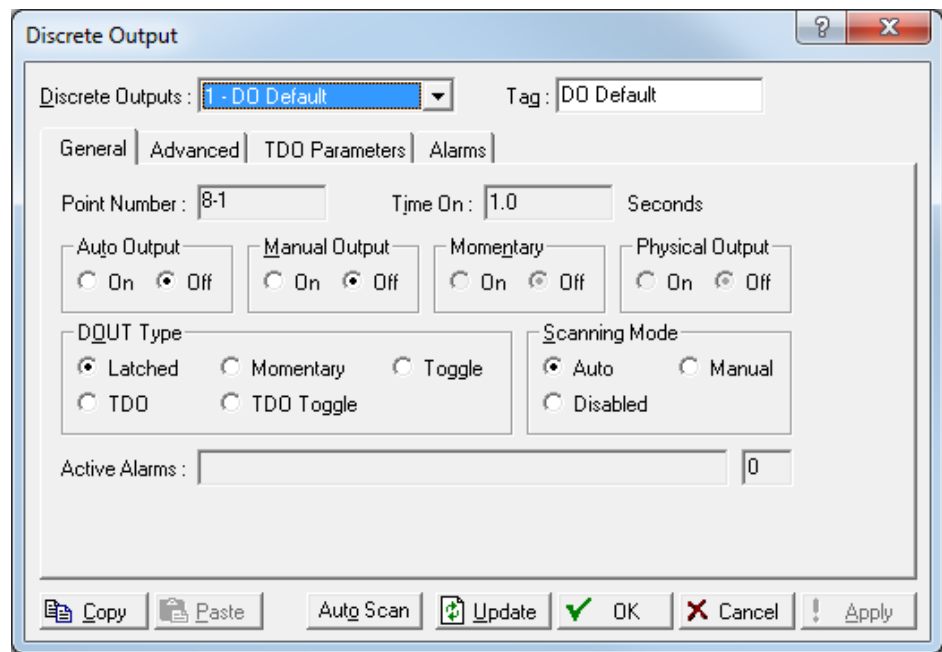 Discrete Output
Discrete Outputs : 1 - DO Default Tag : DO Default
General Advanced TDO Parameters Alarms
Point Number : 8-1 Time On : 1.0 Seconds
Auto Output Manual Output Momentary Physical Output
On Off On Off On Off On Off
DOUT Type Scanning Mode
Latched Momentary Toggle Auto Manual
TDO TDO Toggle Disabled
Active Alarms : 0
Copy Paste Auto Scan Update OK Cancel ! Apply